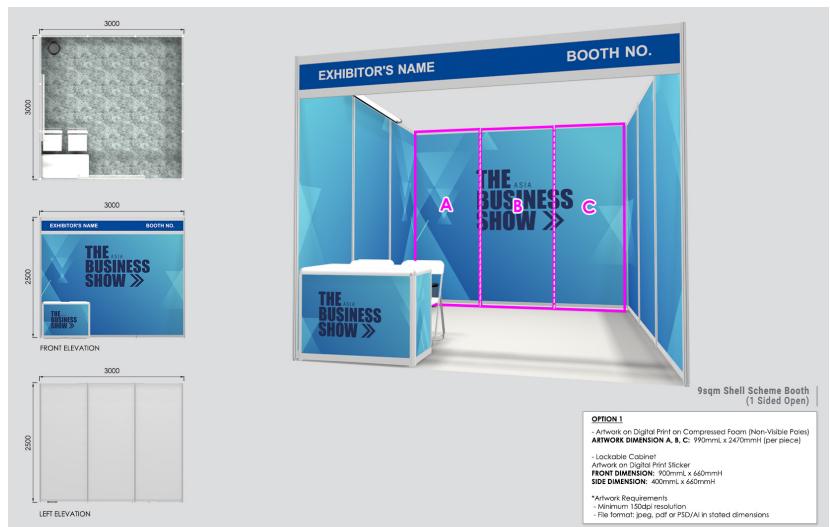 3000
3000
3000
EXHIBITOR'S NAME BOOTH NO.
THE ASIA
BUSINESS
SHOW
THE ASIA
BUSINESS
SHOW
2500
FRONT ELEVATION
3000
2500
LEFT ELEVATION
EXHIBITOR'S NAME BOOTH NO.
THE ASIA
BUSINESS
SHOW
A B C
THE ASIA
BUSINESS
SHOW
9sqm Shell Scheme Booth
(1 Sided Open)
OPTION 1
- Artwork on Digital Print on Compressed Foam (Non-Visible Poles)
ARTWORK DIMENSION A, B, C: 990mmL x 2470mmH (per piece)
- Lockable Cabinet
Artwork on Digital Print Sticker
FRONT DIMENSION: 900mmL x 660mmH
SIDE DIMENSION: 400mmL x 660mmH
*Artwork Requirements
- Minimum 150dpi resolution
- File format: jpeg, pdf or PSD/AI in stated dimensions